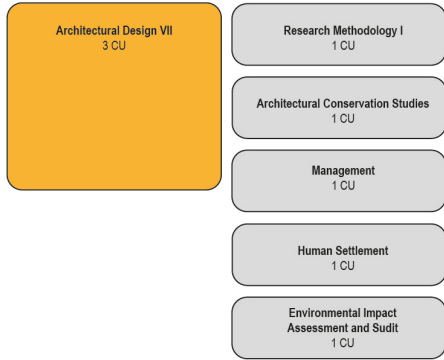 Architectural Design VII
3 CU
Research Methodology I
1 CU
Architectural Conservation Studies
1 CU
Management
1 CU
Human Settlement
1 CU
Environmental Impact
Assessment and Sudit
1 CU